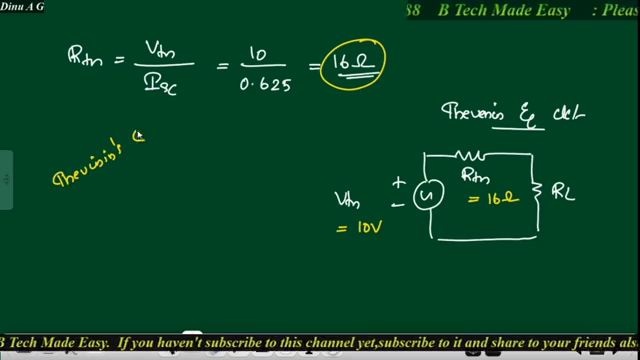 Dinu A G
88 B Tech Made Easy : Pleas
Rth = Vth / Isc = 10 / 0.625 = 16Ω
Thevinin's
Thevenis Eq ckt
+
-
Vth
= 10V
Rth
= 16Ω
RL
B Tech Made Easy. If you haven't subscribe to this channel yet,subscribe to it and share to your friends als